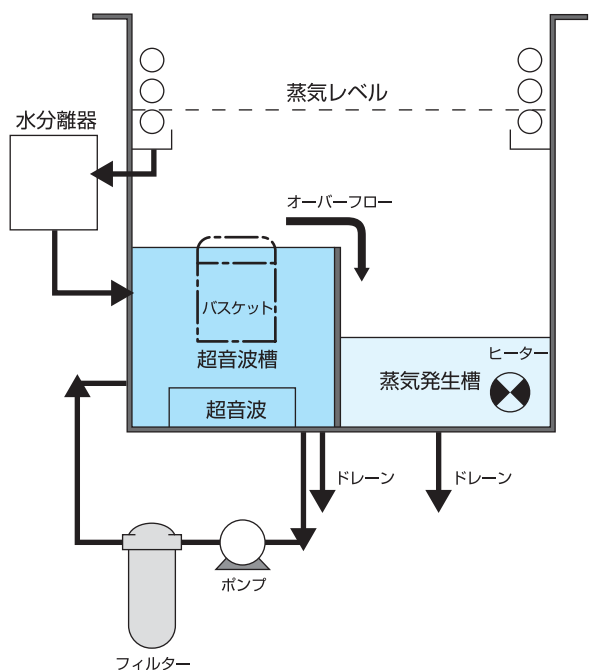 蒸気レベル
水分離器
オーバーフロー
バスケット
超音波槽
超音波
ヒーター
蒸気発生槽
ドレーン
ドレーン
ポンプ
フィルター